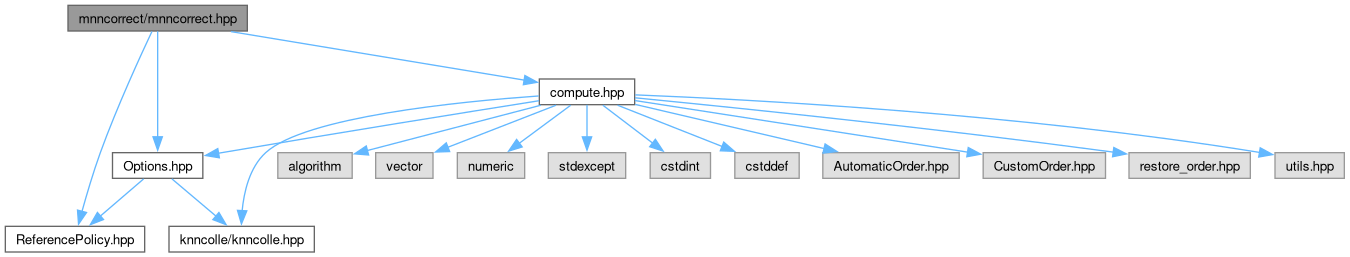 mnncorrect/mnncorrect.hpp
compute.hpp
Options.hpp
algorithm
vector
numeric
stdexcept
cstdint
cstddef
AutomaticOrder.hpp
CustomOrder.hpp
restore_order.hpp
utils.hpp
ReferencePolicy.hpp
knncolle/knncolle.hpp